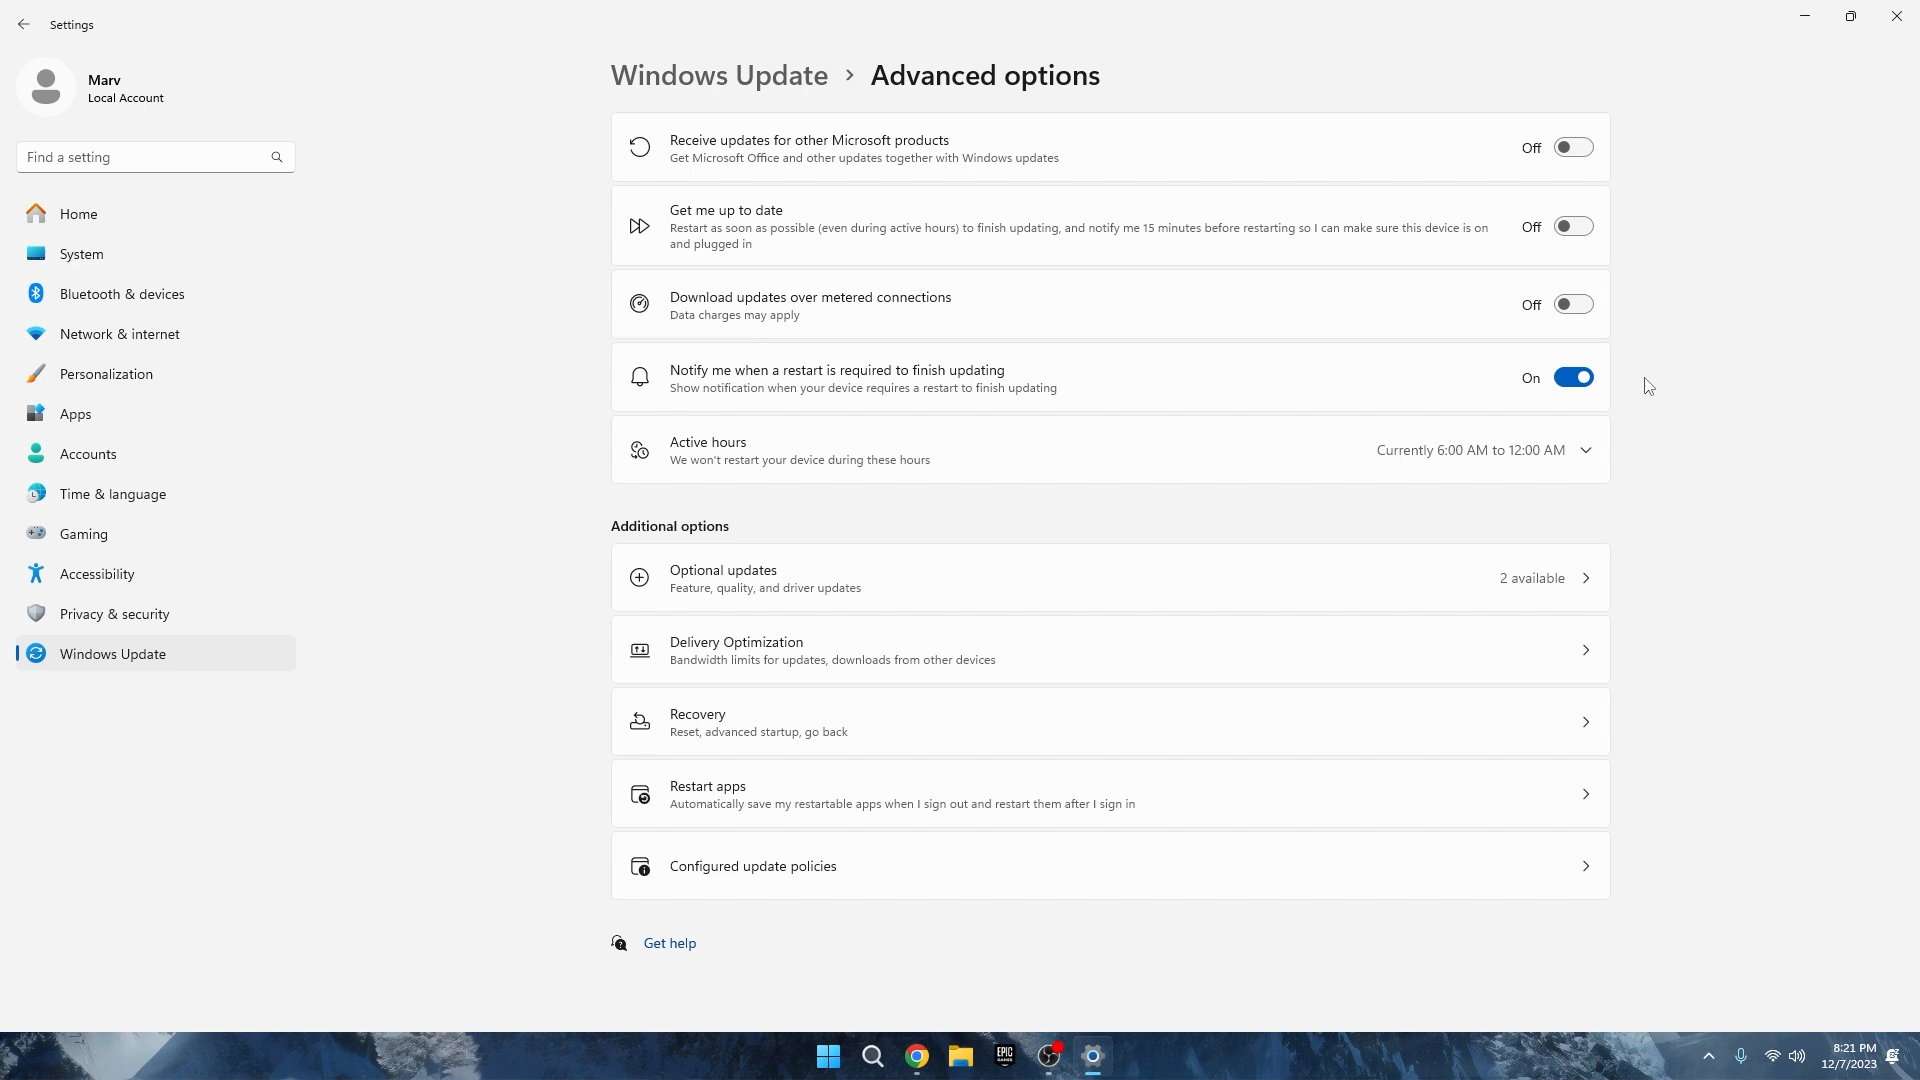 Settings
Marv
Local Account
Find a setting
Home
System
Bluetooth & devices
Network & internet
Personalization
Apps
Accounts
Time & language
Gaming
Accessibility
Privacy & security
Windows Update
Windows Update > Advanced options
Receive updates for other Microsoft products
Get Microsoft Office and other updates together with Windows updates
Off
Get me up to date
Restart as soon as possible (even during active hours) to finish updating, and notify me 15 minutes before restarting so I can make sure this device is on
and plugged in
Off
Download updates over metered connections
Data charges may apply
Off
Notify me when a restart is required to finish updating
Show notification when your device requires a restart to finish updating
On
Active hours
We won't restart your device during these hours
Currently 6:00 AM to 12:00 AM
Additional options
Optional updates
Feature, quality, and driver updates
2 available
Delivery Optimization
Bandwidth limits for updates, downloads from other devices
Recovery
Reset, advanced startup, go back
Restart apps
Automatically save my restartable apps when I sign out and restart them after I sign in
Configured update policies
Get help
EPIC
GAMES
8:21 PM
12/7/2023